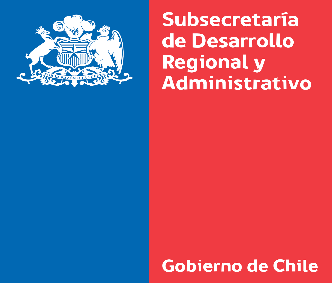 Subsecretaría
de Desarrollo
Regional y
Administrativo
Gobierno de Chile